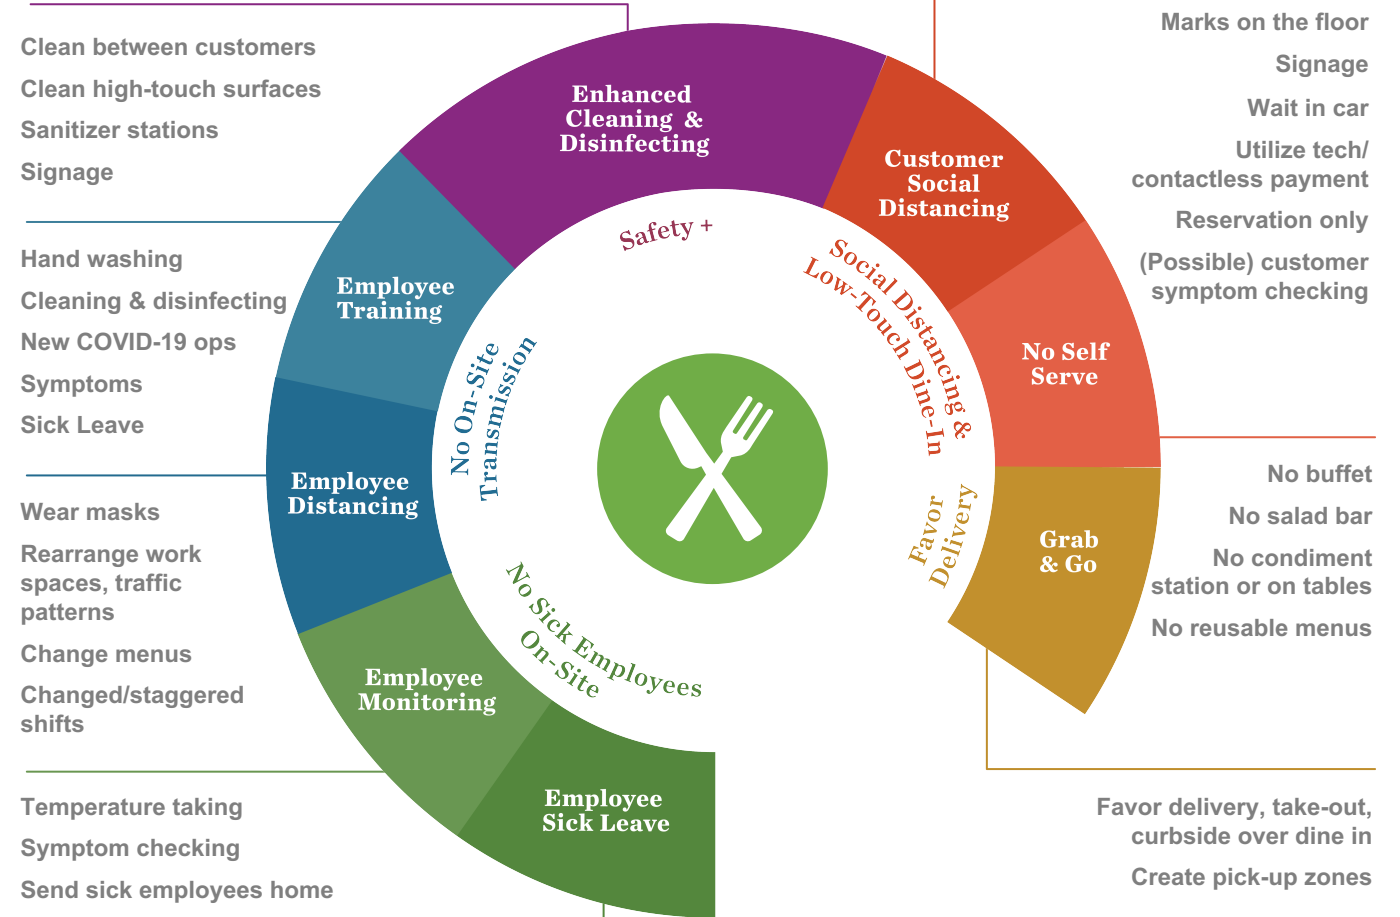 Clean between customers
Clean high-touch surfaces
Sanitizer stations
Signage
Hand washing
Cleaning & disinfecting
New COVID-19 ops
Symptoms
Sick Leave
Wear masks
Rearrange work
spaces, traffic
patterns
Change menus
Changed/staggered
shifts
Temperature taking
Symptom checking
Send sick employees home
Enhanced
Cleaning &
Disinfecting
Customer
Social
Distancing
Employee
Training
No Self
Serve
Employee
Distancing
Grab
& Go
Employee
Monitoring
Employee
Sick Leave
Safety +
Social Distancing &
Low-Touch Dine-In
No On-Site
Transmission
Favor
Delivery
No Sick Employees
On-Site
Marks on the floor
Signage
Wait in car
Utilize tech/
contactless payment
Reservation only
(Possible) customer
symptom checking
No buffet
No salad bar
No condiment
station or on tables
No reusable menus
Favor delivery, take-out,
curbside over dine in
Create pick-up zones